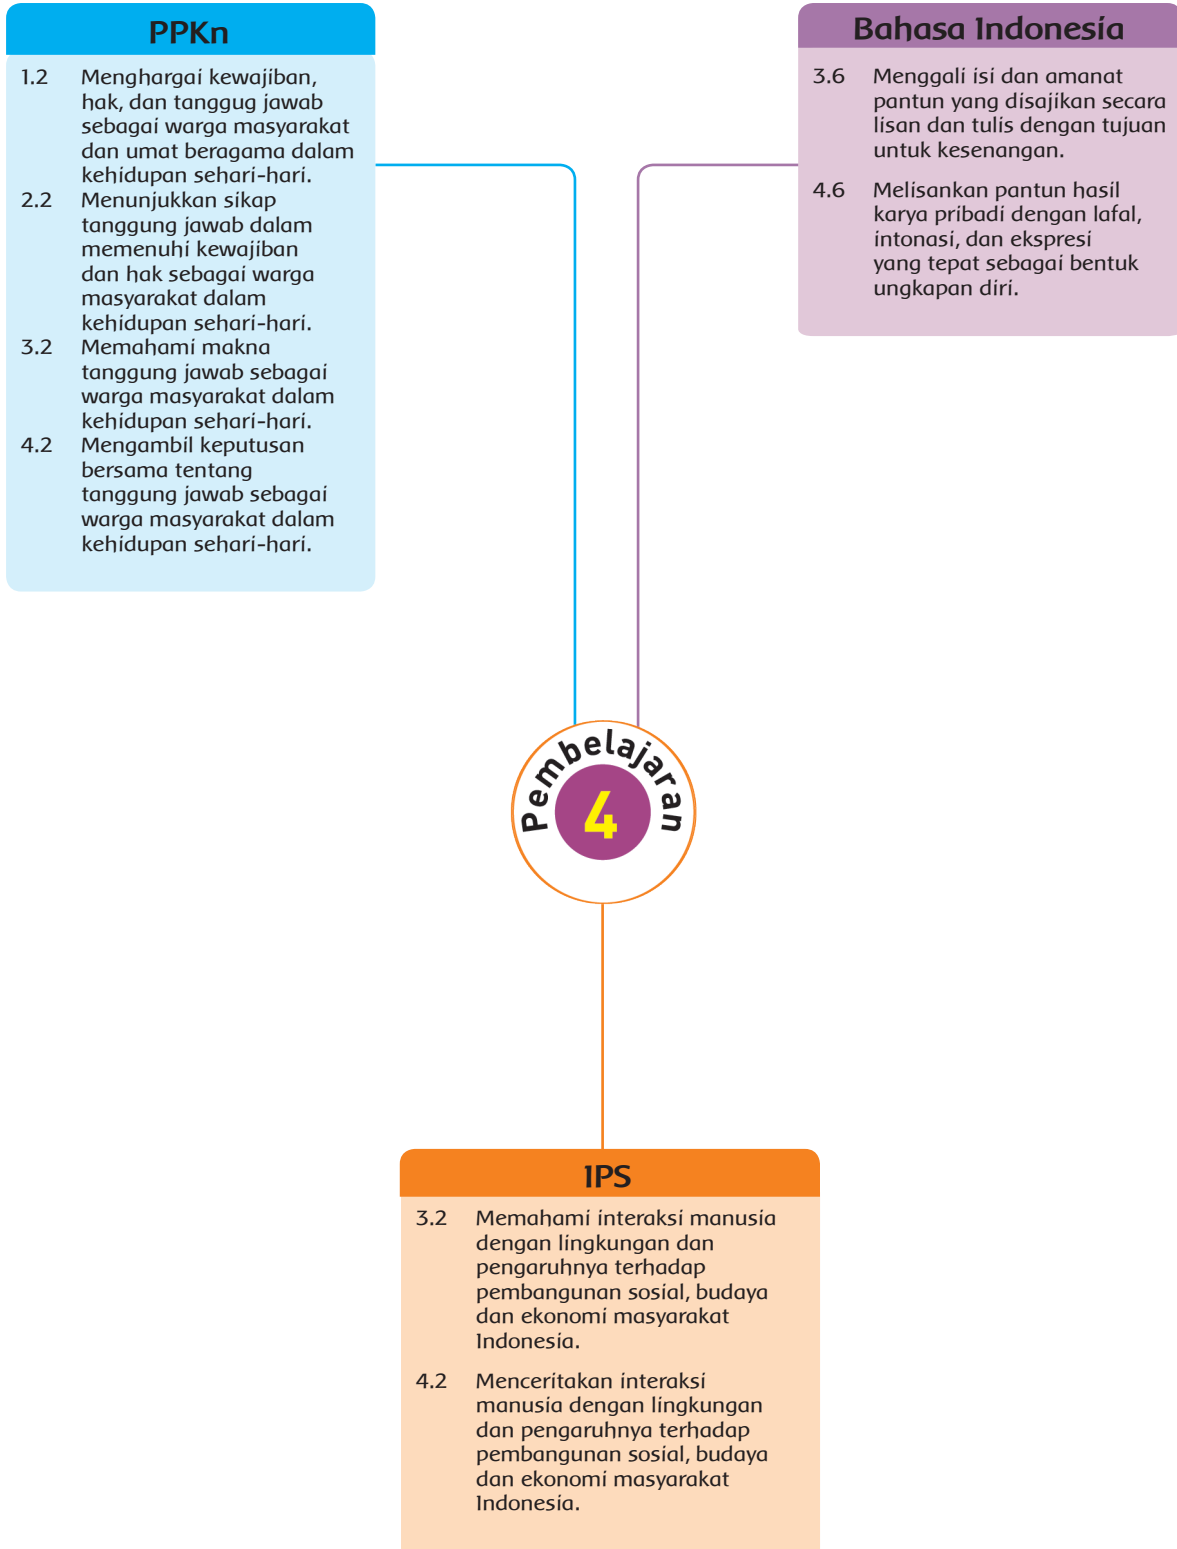 PPKn
1.2 Menghargai kewajiban,
hak, dan tanggug jawab
sebagai warga masyarakat
dan umat beragama dalam
kehidupan sehari-hari.
2.2 Menunjukkan sikap
tanggung jawab dalam
memenuhi kewajiban
dan hak sebagai warga
masyarakat dalam
kehidupan sehari-hari.
3.2 Memahami makna
tanggung jawab sebagai
warga masyarakat dalam
kehidupan sehari-hari.
4.2 Mengambil keputusan
bersama tentang
tanggung jawab sebagai
warga masyarakat dalam
kehidupan sehari-hari.
Bahasa Indonesia
3.6 Menggali isi dan amanat
pantun yang disajikan secara
lisan dan tulis dengan tujuan
untuk kesenangan.
4.6 Melisankan pantun hasil
karya pribadi dengan lafal,
intonasi, dan ekspresi
yang tepat sebagai bentuk
ungkapan diri.
Pembelajaran
4
IPS
3.2 Memahami interaksi manusia
dengan lingkungan dan
pengaruhnya terhadap
pembangunan sosial, budaya
dan ekonomi masyarakat
Indonesia.
4.2 Menceritakan interaksi
manusia dengan lingkungan
dan pengaruhnya terhadap
pembangunan sosial, budaya
dan ekonomi masyarakat
Indonesia.